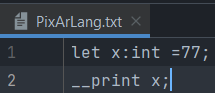 PixArLang.txt
1 let x:int =77;
2 __print x;